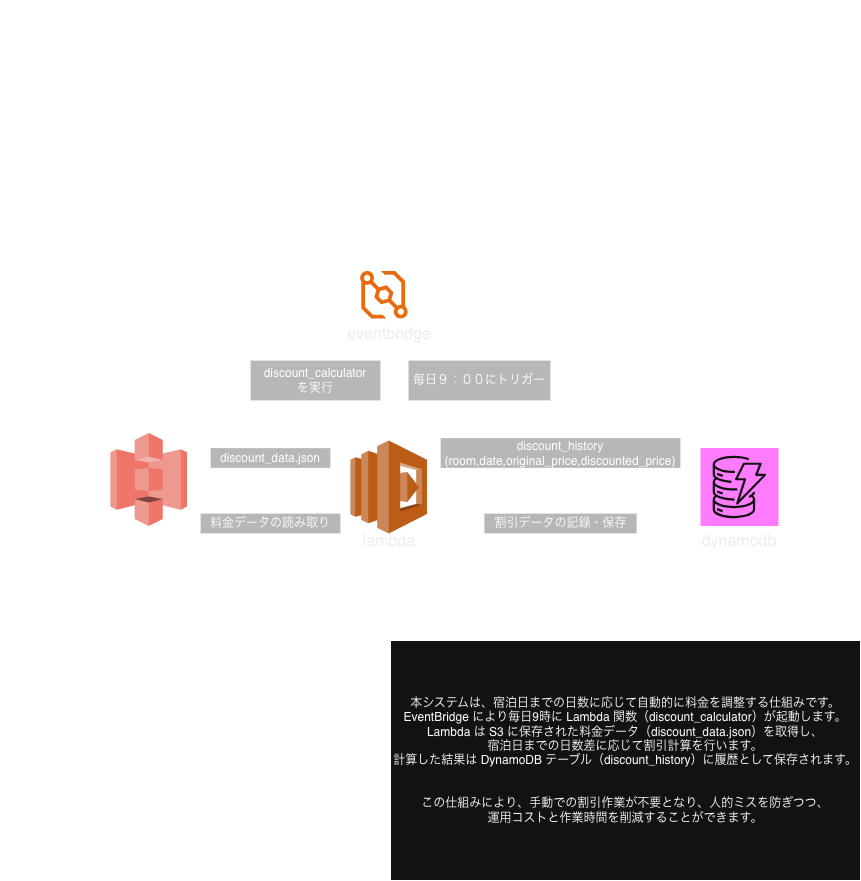 eventbridge
discount_calculator
を実行
毎日９：００にトリガー
discount_data.json
discount_history
(room,date,original_price,discounted_price)
料金データの読み取り
割引データの記録・保存
lambda
dynamodb
本システムは、宿泊日までの日数に応じて自動的に料金を調整する仕組みです。
EventBridge により毎日9時に Lambda 関数（discount_calculator）が起動します。
Lambda は S3 に保存された料金データ（discount_data.json）を取得し、
宿泊日までの日数差に応じて割引計算を行います。
計算した結果は DynamoDB テーブル（discount_history）に履歴として保存されます。
この仕組みにより、手動での割引作業が不要となり、人的ミスを防ぎつつ、
運用コストと作業時間を削減することができます。